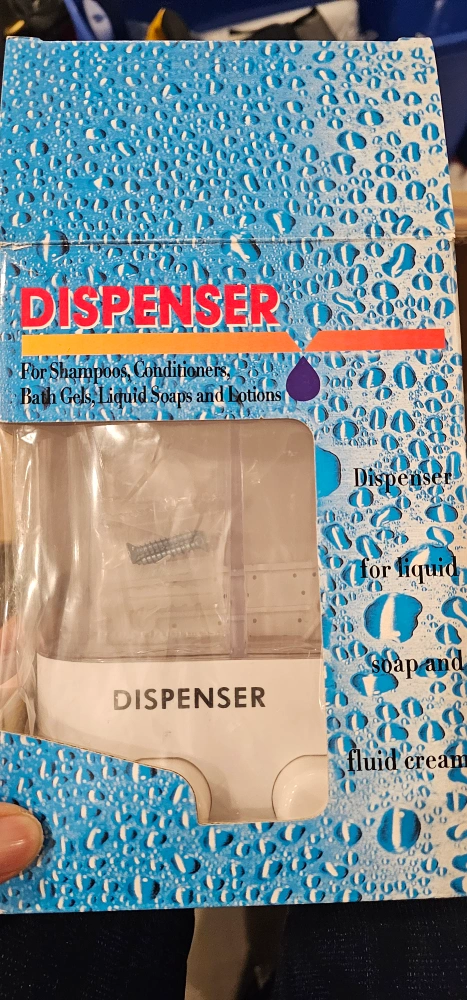 DISPENSER
For Shampoos, Conditioners,
Bath Gels, Liquid Soaps and Lotions
Dispenser
for liquid
soap and
fluid cream
DISPENSER